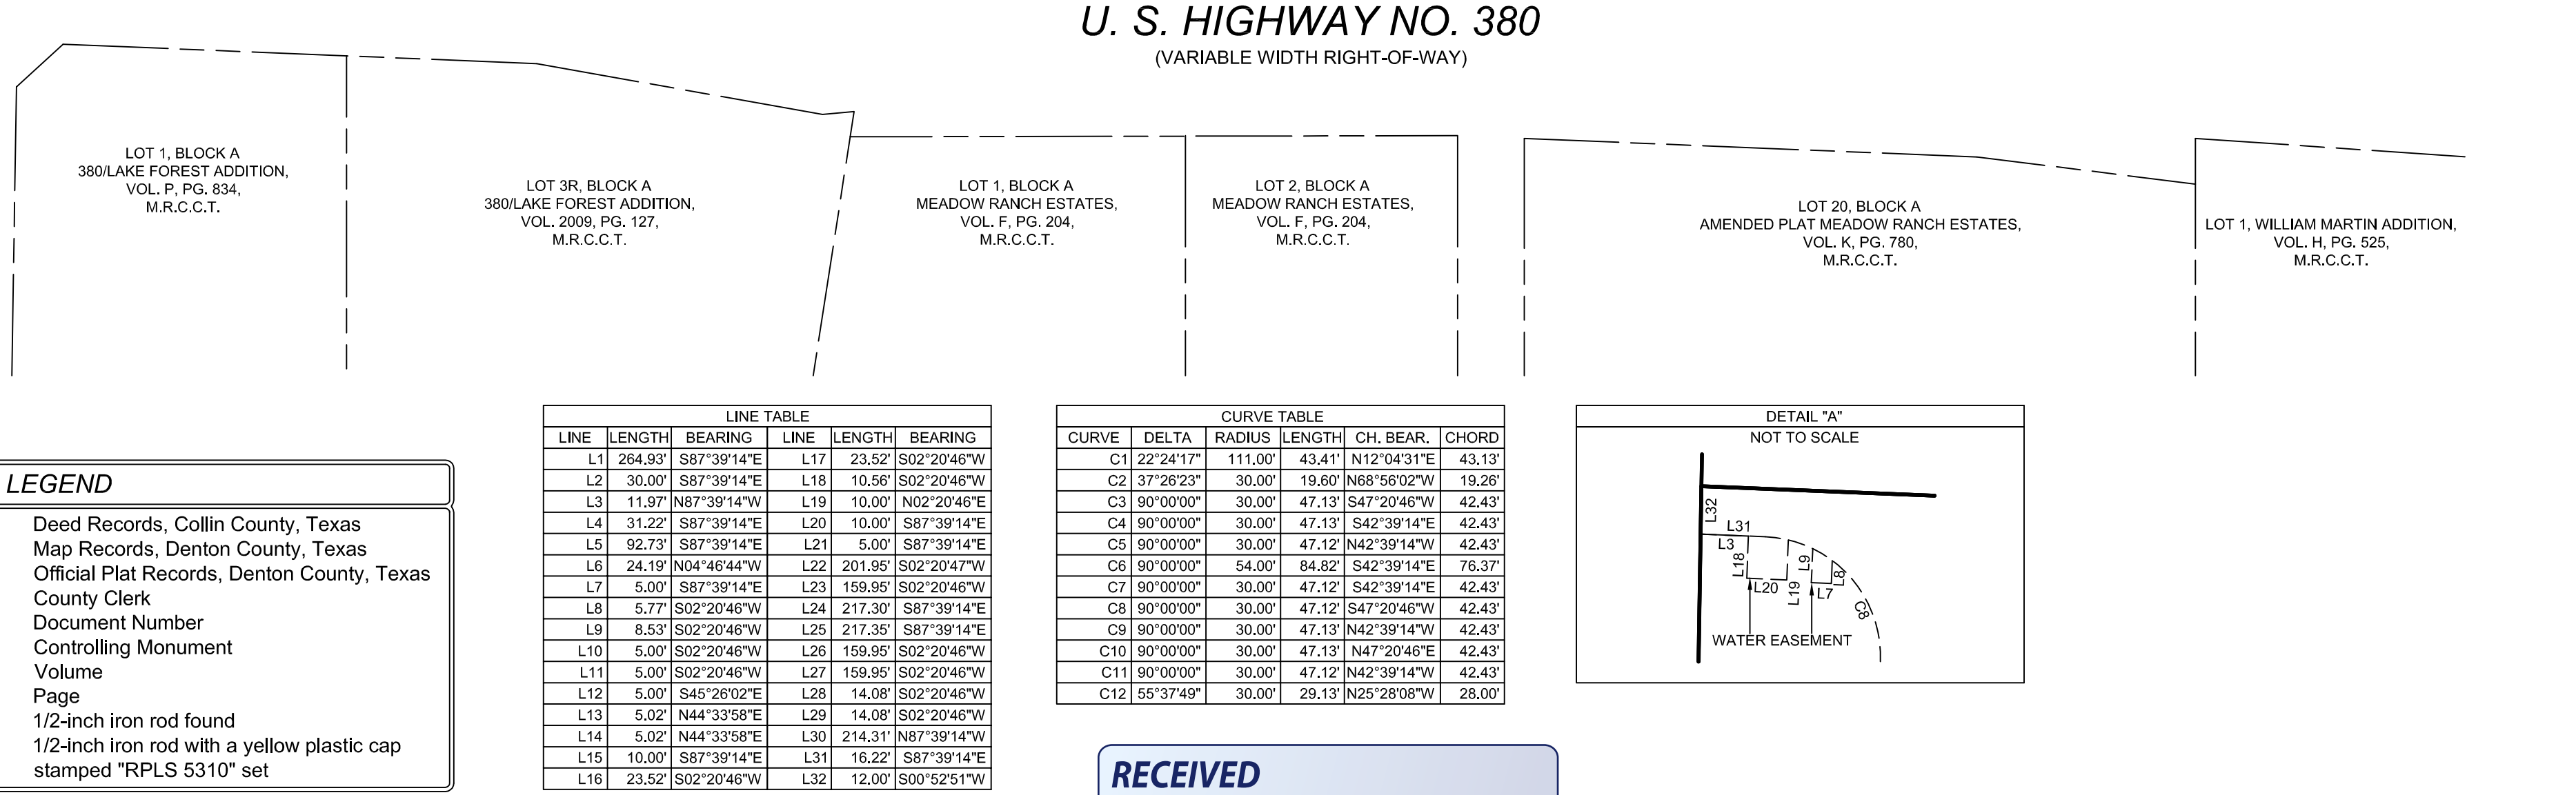 U. S. HIGHWAY NO. 380
(VARIABLE WIDTH RIGHT-OF-WAY)
LOT 1, BLOCK A
380/LAKE FOREST ADDITION,
VOL. P, PG. 834,
M.R.C.C.T.
LOT 3R, BLOCK A
380/LAKE FOREST ADDITION,
VOL. 2009, PG. 127,
M.R.C.C.T.
LOT 1, BLOCK A
MEADOW RANCH ESTATES,
VOL. F, PG. 204,
M.R.C.C.T.
LOT 2, BLOCK A
MEADOW RANCH ESTATES,
VOL. F, PG. 204,
M.R.C.C.T.
LOT 20, BLOCK A
AMENDED PLAT MEADOW RANCH ESTATES,
VOL. K, PG. 780,
M.R.C.C.T.
LOT 1, WILLIAM MARTIN ADDITION,
VOL. H, PG. 525,
M.R.C.C.T.
LEGEND
Deed Records, Collin County, Texas
Map Records, Denton County, Texas
Official Plat Records, Denton County, Texas
County Clerk
Document Number
Controlling Monument
Volume
Page
1/2-inch iron rod found
1/2-inch iron rod with a yellow plastic cap
stamped "RPLS 5310" set
LINE TABLE
LINE LENGTH BEARING LINE LENGTH BEARING
L1 264.93' S87°39'14"E L17 23.52' S02°20'46"W
L2 30.00' S87°39'14"E L18 10.56' S02°20'46"W
L3 11.97' N87°39'14"W L19 10.00' N02°20'46"E
L4 31.22' S87°39'14"E L20 10.00' S87°39'14"E
L5 92.73' S87°39'14"E L21 5.00' S87°39'14"E
L6 24.19' N04°46'44"W L22 201.95' S02°20'47"W
L7 5.00' S87°39'14"E L23 159.95' S02°20'46"W
L8 5.77' S02°20'46"W L24 217.30' S87°39'14"E
L9 8.53' S02°20'46"W L25 217.35' S87°39'14"E
L10 5.00' S02°20'46"W L26 159.95' S02°20'46"W
L11 5.00' S02°20'46"W L27 159.95' S02°20'46"W
L12 5.00' S45°26'02"E L28 14.08' S02°20'46"W
L13 5.02' N44°33'58"E L29 14.08' S02°20'46"W
L14 5.02' N44°33'58"E L30 214.31' N87°39'14"W
L15 10.00' S87°39'14"E L31 16.22' S87°39'14"E
L16 23.52' S02°20'46"W L32 12.00' S00°52'51"W
CURVE TABLE
CURVE DELTA RADIUS LENGTH CH. BEAR. CHORD
C1 22°24'17" 111.00' 43.41' N12°04'31"E 43.13'
C2 37°26'23" 30.00' 19.60' N68°56'02"W 19.26'
C3 90°00'00" 30.00' 47.13' S47°20'46"W 42.43'
C4 90°00'00" 30.00' 47.13' S42°39'14"E 42.43'
C5 90°00'00" 30.00' 47.12' N42°39'14"W 42.43'
C6 90°00'00" 54.00' 84.82' S42°39'14"E 76.37'
C7 90°00'00" 30.00' 47.12' S42°39'14"E 42.43'
C8 90°00'00" 30.00' 47.12' S47°20'46"W 42.43'
C9 90°00'00" 30.00' 47.13' N42°39'14"W 42.43'
C10 90°00'00" 30.00' 47.13' N47°20'46"E 42.43'
C11 90°00'00" 30.00' 47.12' N42°39'14"W 42.43'
C12 55°37'49" 30.00' 29.13' N25°28'08"W 28.00'
DETAIL "A"
NOT TO SCALE
L32
L31
L3
L18
L9
L8
L20
L19
L7
C8
WATER EASEMENT
RECEIVED